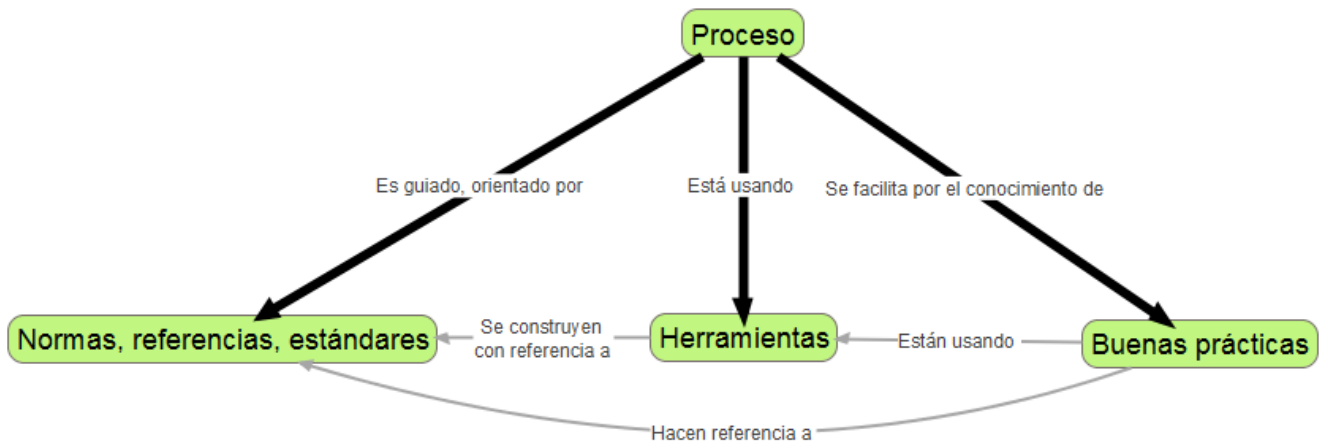 Proceso
Es guiado, orientado por
Está usando
Se facilita por el conocimiento de
Normas, referencias, estándares
Se construyen
con referencia a
Herramientas
Están usando
Buenas prácticas
Hacen referencia a